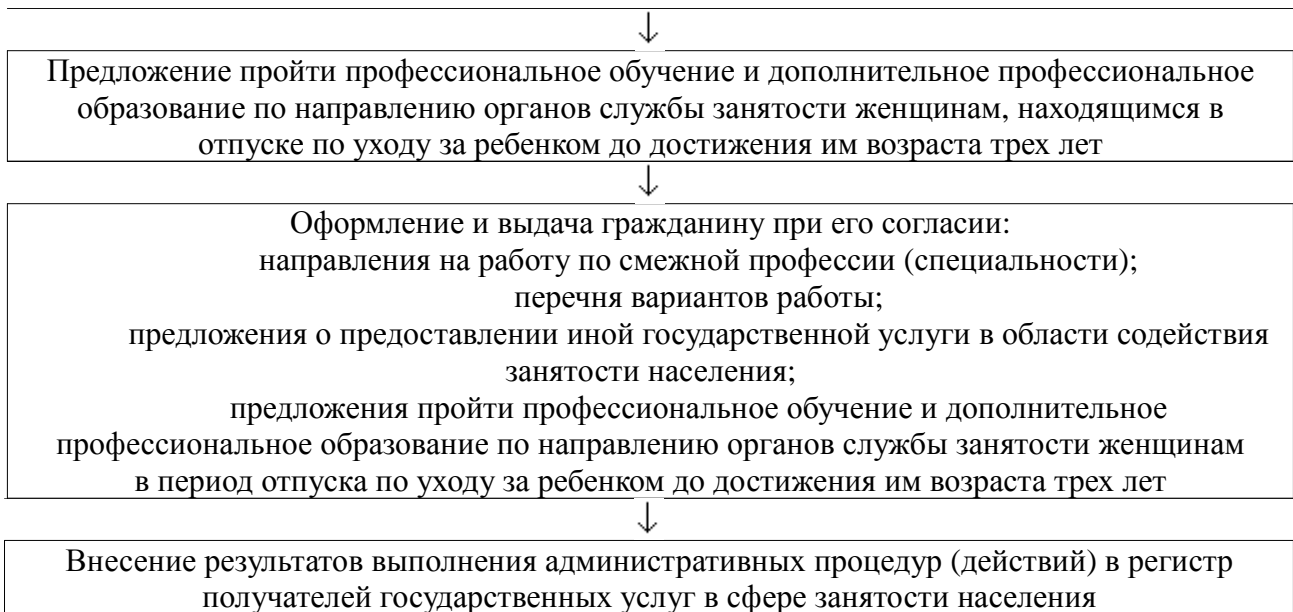 ↓
Предложение пройти профессиональное обучение и дополнительное профессиональное
образование по направлению органов службы занятости женщинам, находящимся в
отпуске по уходу за ребенком до достижения им возраста трех лет
↓
Оформление и выдача гражданину при его согласии:
направления на работу по смежной профессии (специальности);
перечня вариантов работы;
предложения о предоставлении иной государственной услуги в области содействия
занятости населения;
предложения пройти профессиональное обучение и дополнительное
профессиональное образование по направлению органов службы занятости женщинам
в период отпуска по уходу за ребенком до достижения им возраста трех лет
↓
Внесение результатов выполнения административных процедур (действий) в регистр
получателей государственных услуг в сфере занятости населения